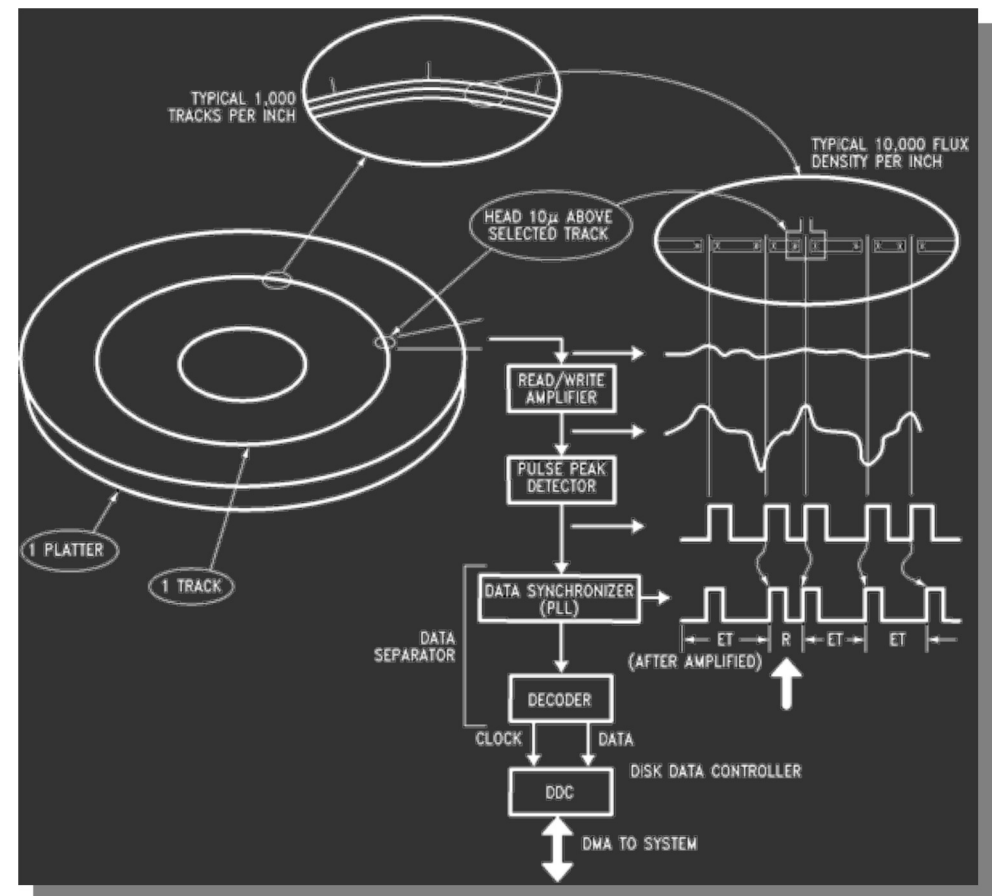 TYPICAL 1,000
TRACKS PER INCH
TYPICAL 10,000 FLUX
DENSITY PER INCH
HEAD 10μ ABOVE
SELECTED TRACK
READ/WRITE
AMPLIFIER
PULSE PEAK
DETECTOR
1 PLATTER
1 TRACK
DATA SYNCHRONIZER
(PLL)
DATA
SEPARATOR
ET R ET ET
(AFTER AMPLIFIED)
DECODER
CLOCK DATA
DISK DATA CONTROLLER
DDC
DMA TO SYSTEM